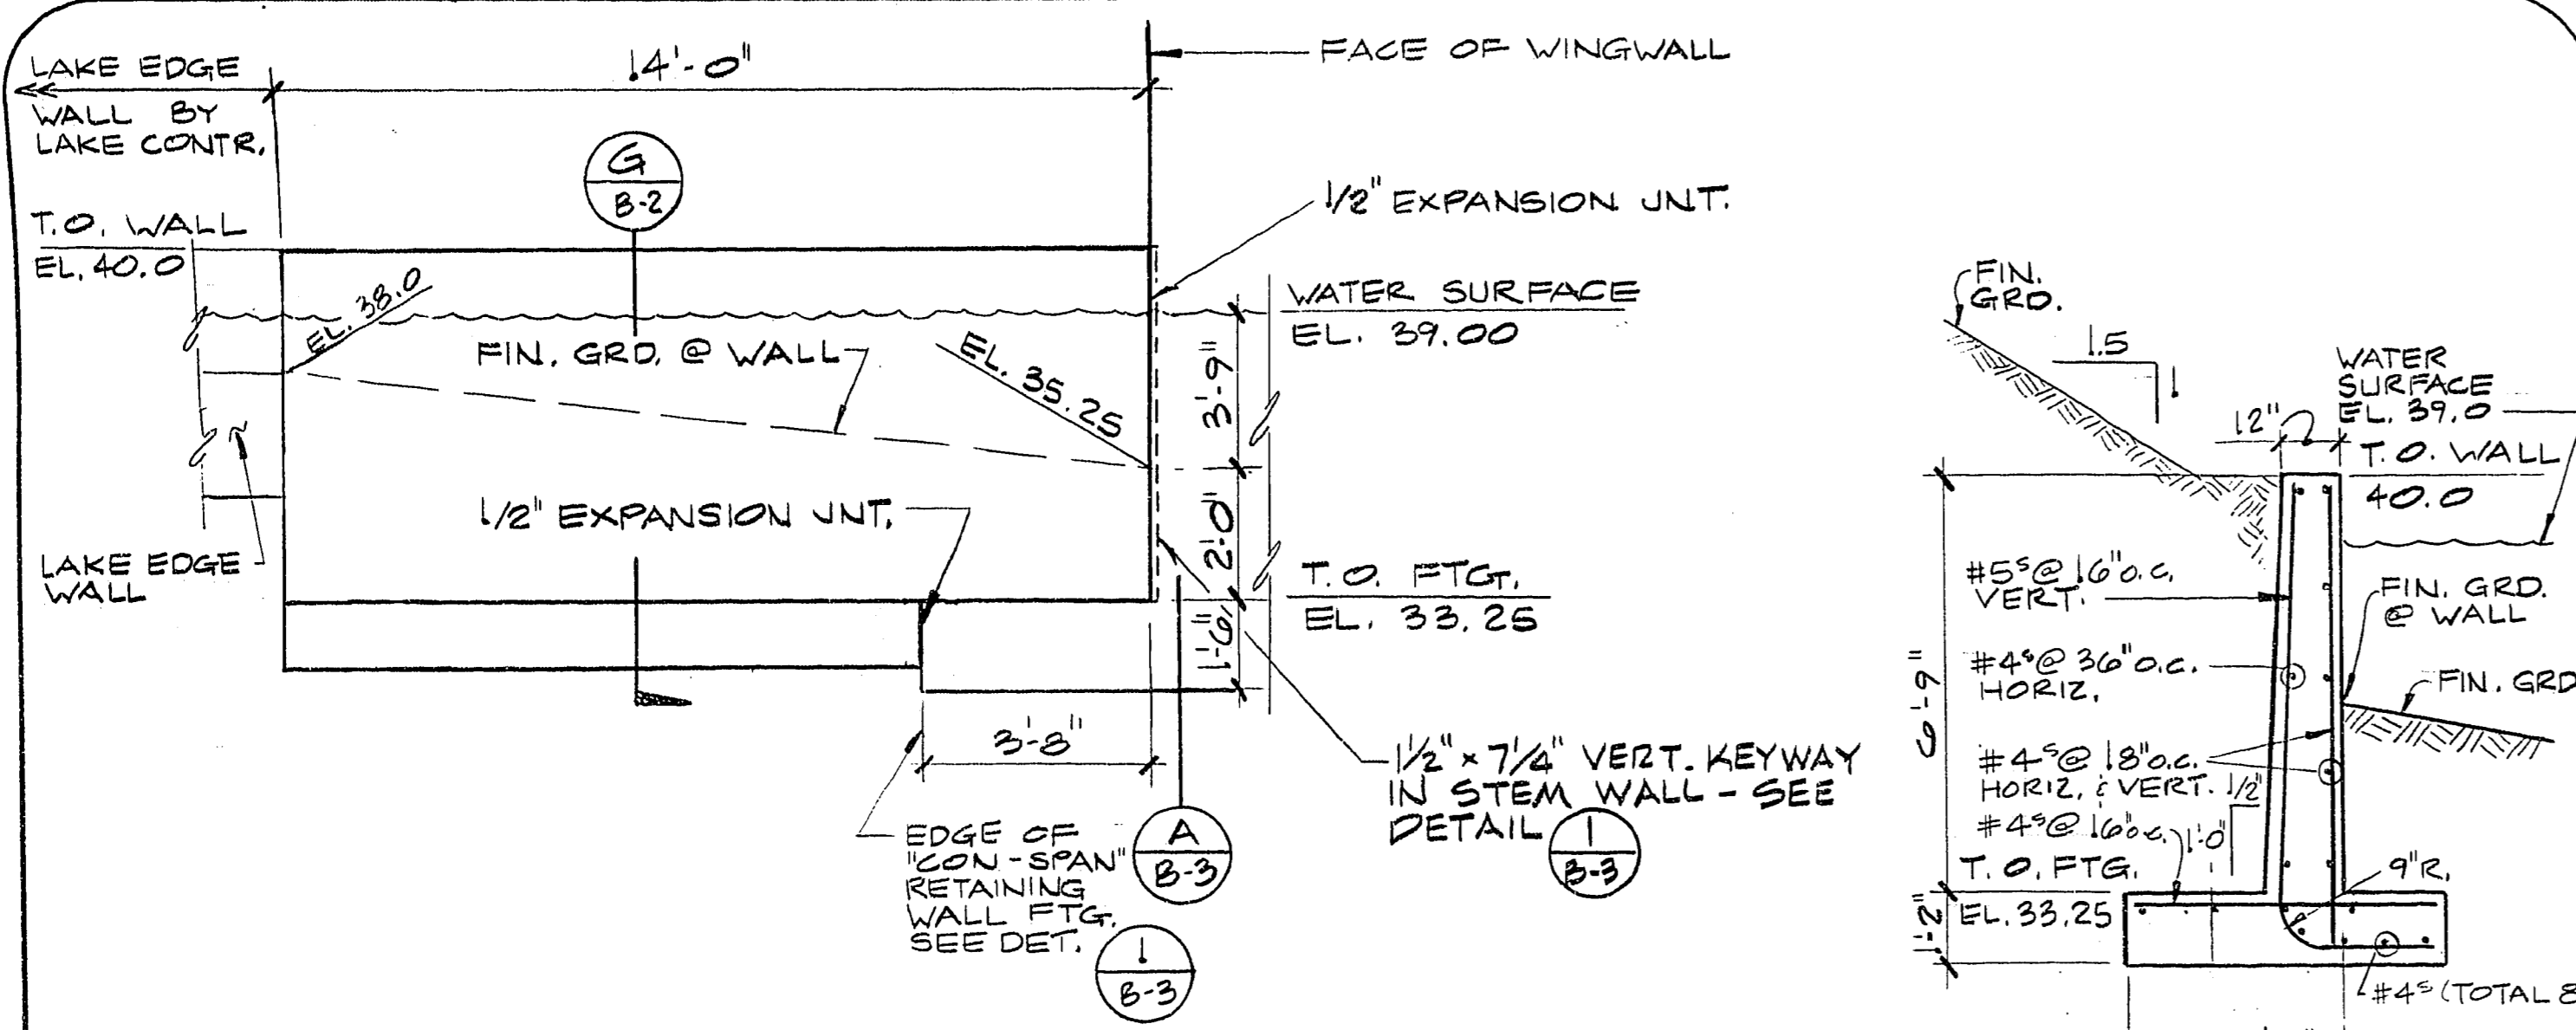 LAKE EDGE
WALL BY
LAKE CONTR.
14'-0"
FACE OF WINGWALL
G
B-2
1/2" EXPANSION JNT.
T.O. WALL
EL. 40.0
EL. 38.0
FIN. GRD. @ WALL
EL. 35.25
WATER SURFACE
EL. 39.00
3'-9"
2'-0"
1'-6"
1/2" EXPANSION JNT.
LAKE EDGE
WALL
T.O. FTG.
EL. 33.25
3'-8"
EDGE OF
"CON-SPAN"
RETAINING
WALL FTG.
SEE DET.
1
B-3
A
B-3
1 1/2" x 7 1/4" VERT. KEYWAY
IN STEM WALL - SEE
DETAIL
1
B-3
FIN.
GRD.
1.5
1
WATER
SURFACE
EL. 39.0
12"
T.O. WALL
40.0
#5s @ 16" o.c.
VERT.
FIN. GRD.
@ WALL
#4s @ 36" o.c.
HORIZ.
FIN. GRD
6'-9"
#4s @ 18" o.c.
HORIZ. & VERT.
1/2"
#4s @ 16" o.c.
1'-0"
T.O. FTG.
EL. 33.25
9" R.
1'-2"
#4s (TOTAL 8